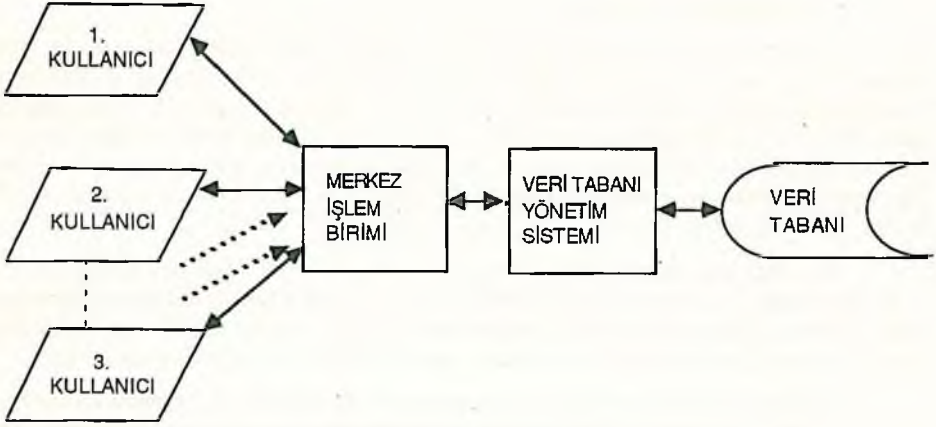 1.
KULLANICI
2.
KULLANICI
3.
KULLANICI
MERKEZ
İŞLEM
BİRİMİ
VERİ TABANI
YÖNETİM
SİSTEMİ
VERİ
TABANI